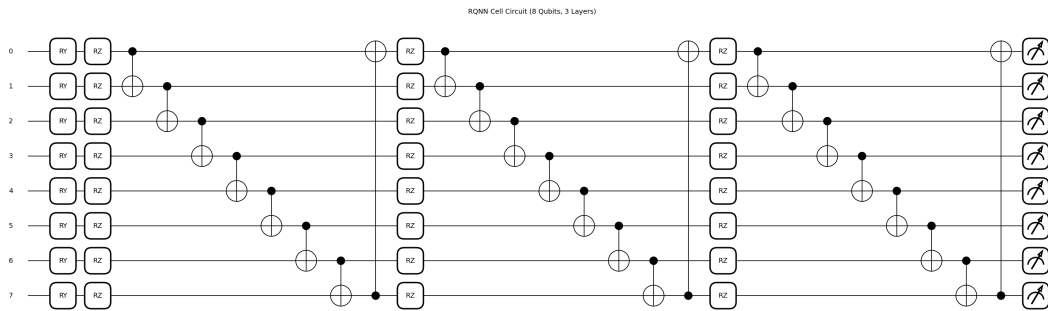 RQNN Cell Circuit (8 Qubits, 3 Layers)
0 RY RZ RZ RZ
1 RY RZ RZ RZ
2 RY RZ RZ RZ
3 RY RZ RZ RZ
4 RY RZ RZ RZ
5 RY RZ RZ RZ
6 RY RZ RZ RZ
7 RY RZ RZ RZ